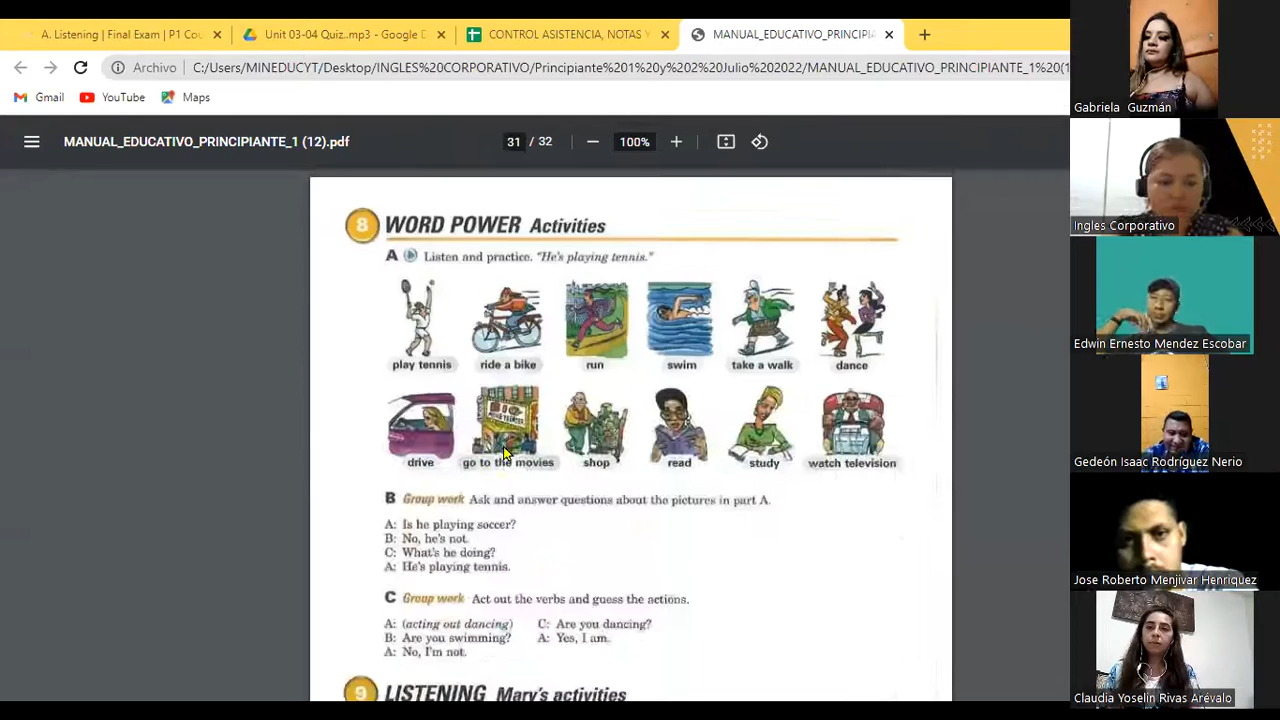 A. Listening | Final Exam | P1 Cou
Unit 03-04 Quiz..mp3 - Google D
CONTROL ASISTENCIA, NOTAS Y
MANUAL_EDUCATIVO_PRINCIPIA
Archivo
C:/Users/MINEDUCYT/Desktop/INGLES%20CORPORATIVO/Principiante%201%20y%202%20Julio%202022/MANUAL_EDUCATIVO_PRINCIPIANTE_1%20(1
Gmail
YouTube
Maps
MANUAL_EDUCATIVO_PRINCIPIANTE_1 (12).pdf
31 / 32
100%
8 WORD POWER Activities
A Listen and practice. "He's playing tennis."
play tennis
ride a bike
run
swim
take a walk
dance
drive
go to the movies
shop
read
study
watch television
B Group work Ask and answer questions about the pictures in part A.
A: Is he playing soccer?
B: No, he's not.
C: What's he doing?
A: He's playing tennis.
C Group work Act out the verbs and guess the actions.
A: (acting out dancing)
B: Are you swimming?
A: No, I'm not.
C: Are you dancing?
A: Yes, I am.
9 LISTENING Mary's activities
Gabriela Guzmán
Ingles Corporativo
Edwin Ernesto Mendez Escobar
Gedeón Isaac Rodríguez Nerio
Jose Roberto Menjivar Henriquez
Claudia Yoselin Rivas Arévalo